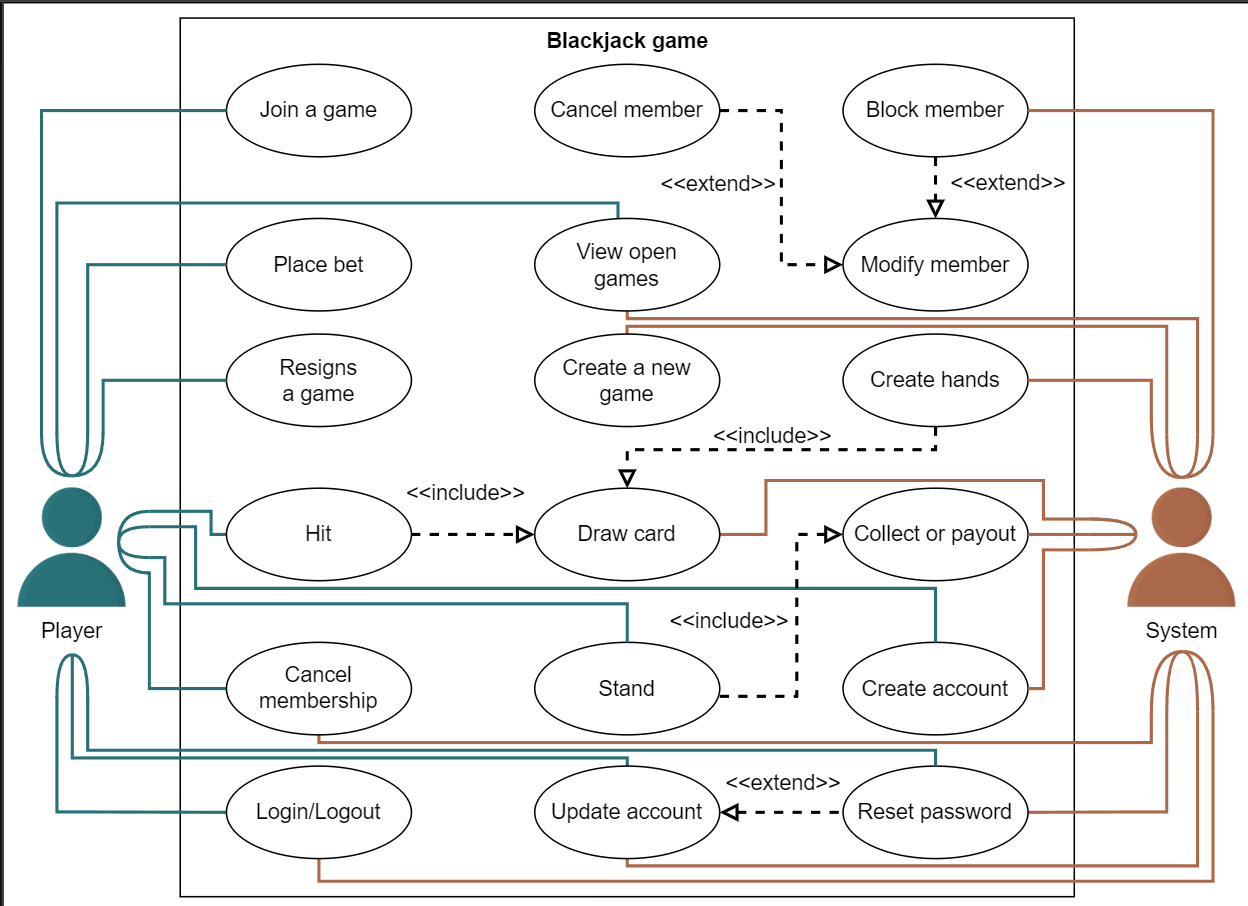 Blackjack game
Join a game
Cancel member
Block member
<<extend>>
<<extend>>
Place bet
View open
games
Modify member
Resigns
a game
Create a new
game
Create hands
<<include>>
<<include>>
Hit
Draw card
Collect or payout
<<include>>
Player
System
Cancel
membership
Stand
Create account
<<extend>>
Login/Logout
Update account
Reset password